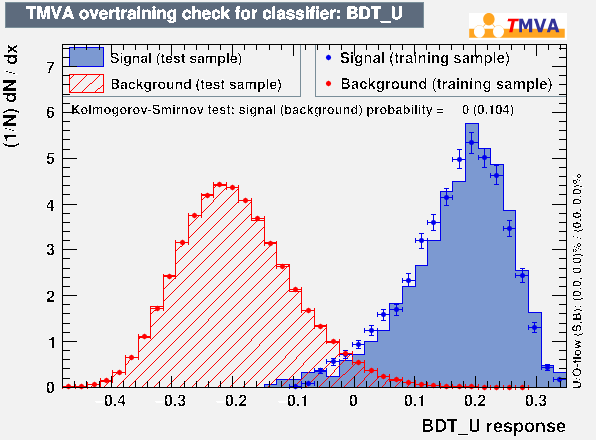 TMVA overtraining check for classifier: BDT_U
TMVA
Signal (test sample)
Background (test sample)
Signal (training sample)
Background (training sample)
Kolmogorov-Smirnov test: signal (background) probability = 0 (0.104)
(1/N) dN / dx
7
6
5
4
3
2
1
0
-0.4 -0.3 -0.2 -0.1 0 0.1 0.2 0.3
BDT_U response
U/O-flow (S,B): (0.0, 0.0)% / (0.0, 0.0)%